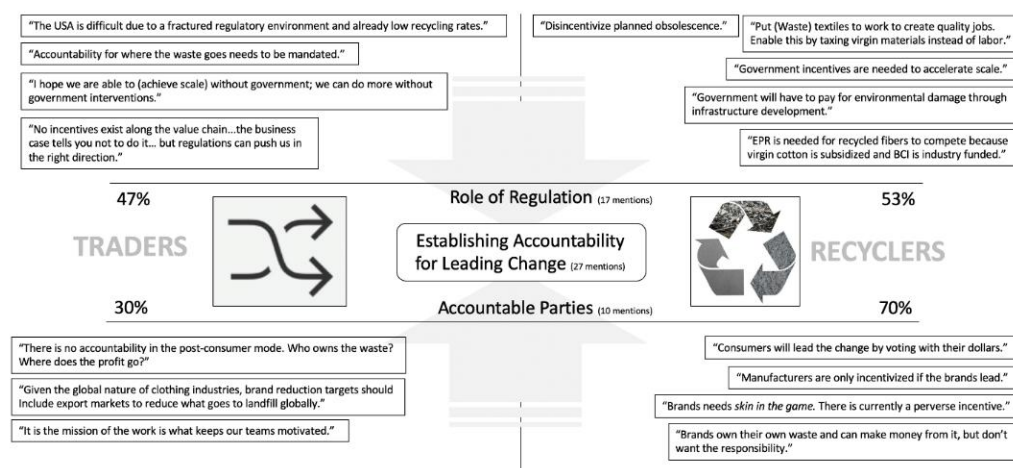 “The USA is difficult due to a fractured regulatory environment and already low recycling rates.”
“Accountability for where the waste goes needs to be mandated.”
“I hope we are able to (achieve scale) without government; we can do more without
government interventions.”
“No incentives exist along the value chain...the business
case tells you not to do it... but regulations can push us in
the right direction.”
“Disincentivize planned obsolescence.”
“Put (Waste) textiles to work to create quality jobs.
Enable this by taxing virgin materials instead of labor.”
“Government incentives are needed to accelerate scale.”
“Government will have to pay for environmental damage through
infrastructure development.”
“EPR is needed for recycled fibers to compete because
virgin cotton is subsidized and BCI is industry funded.”
47%
Role of Regulation (17 mentions)
53%
TRADERS
Establishing Accountability
for Leading Change (27 mentions)
RECYCLERS
30%
Accountable Parties (10 mentions)
70%
“There is no accountability in the post-consumer mode. Who owns the waste?
Where does the profit go?”
“Given the global nature of clothing industries, brand reduction targets should
Include export markets to reduce what goes to landfill globally.”
“It is the mission of the work is what keeps our teams motivated.”
“Consumers will lead the change by voting with their dollars.”
“Manufacturers are only incentivized if the brands lead.”
“Brands needs skin in the game. There is currently a perverse incentive.”
“Brands own their own waste and can make money from it, but don’t
want the responsibility.”